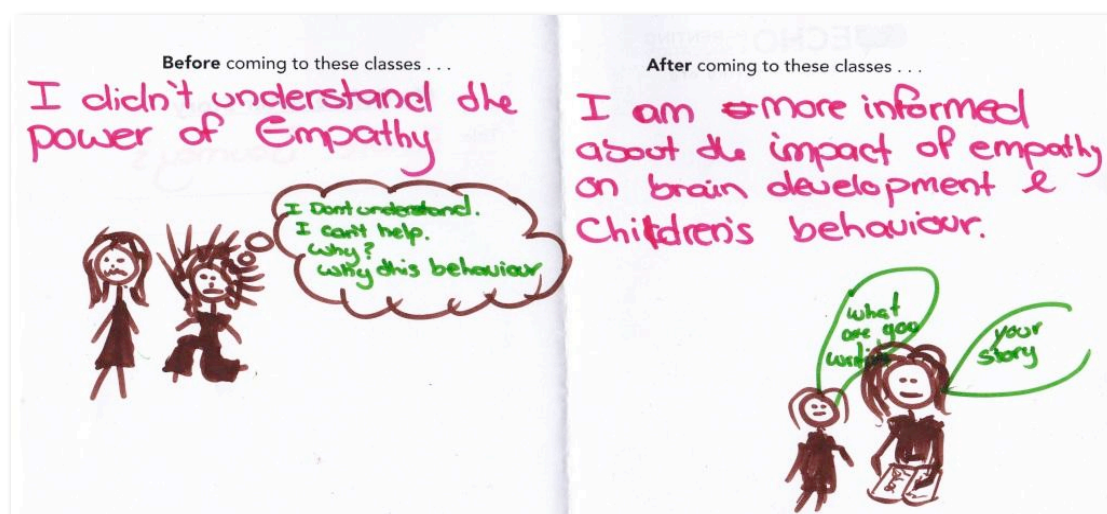 Before coming to these classes . . .
I didn't understand the
power of Empathy
I Dont understand.
I can't help.
why?
why this behaviour
After coming to these classes . . .
I am more informed
about the impact of empathy
on brain development &
Children's behaviour.
what
are you
writing
your
story